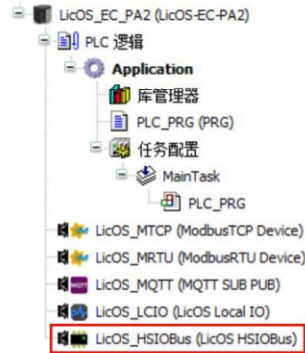 LicOS_EC_PA2 (LicOS-EC-PA2)
PLC 逻辑
Application
库管理器
PLC_PRG (PRG)
任务配置
MainTask
PLC_PRG
LicOS_MTCP (ModbusTCP Device)
LicOS_MRTU (ModbusRTU Device)
LicOS_MQTT (MQTT SUB PUB)
LicOS_LCIO (LicOS Local IO)
LicOS_HSIOBus (LicOS HSIOBus)